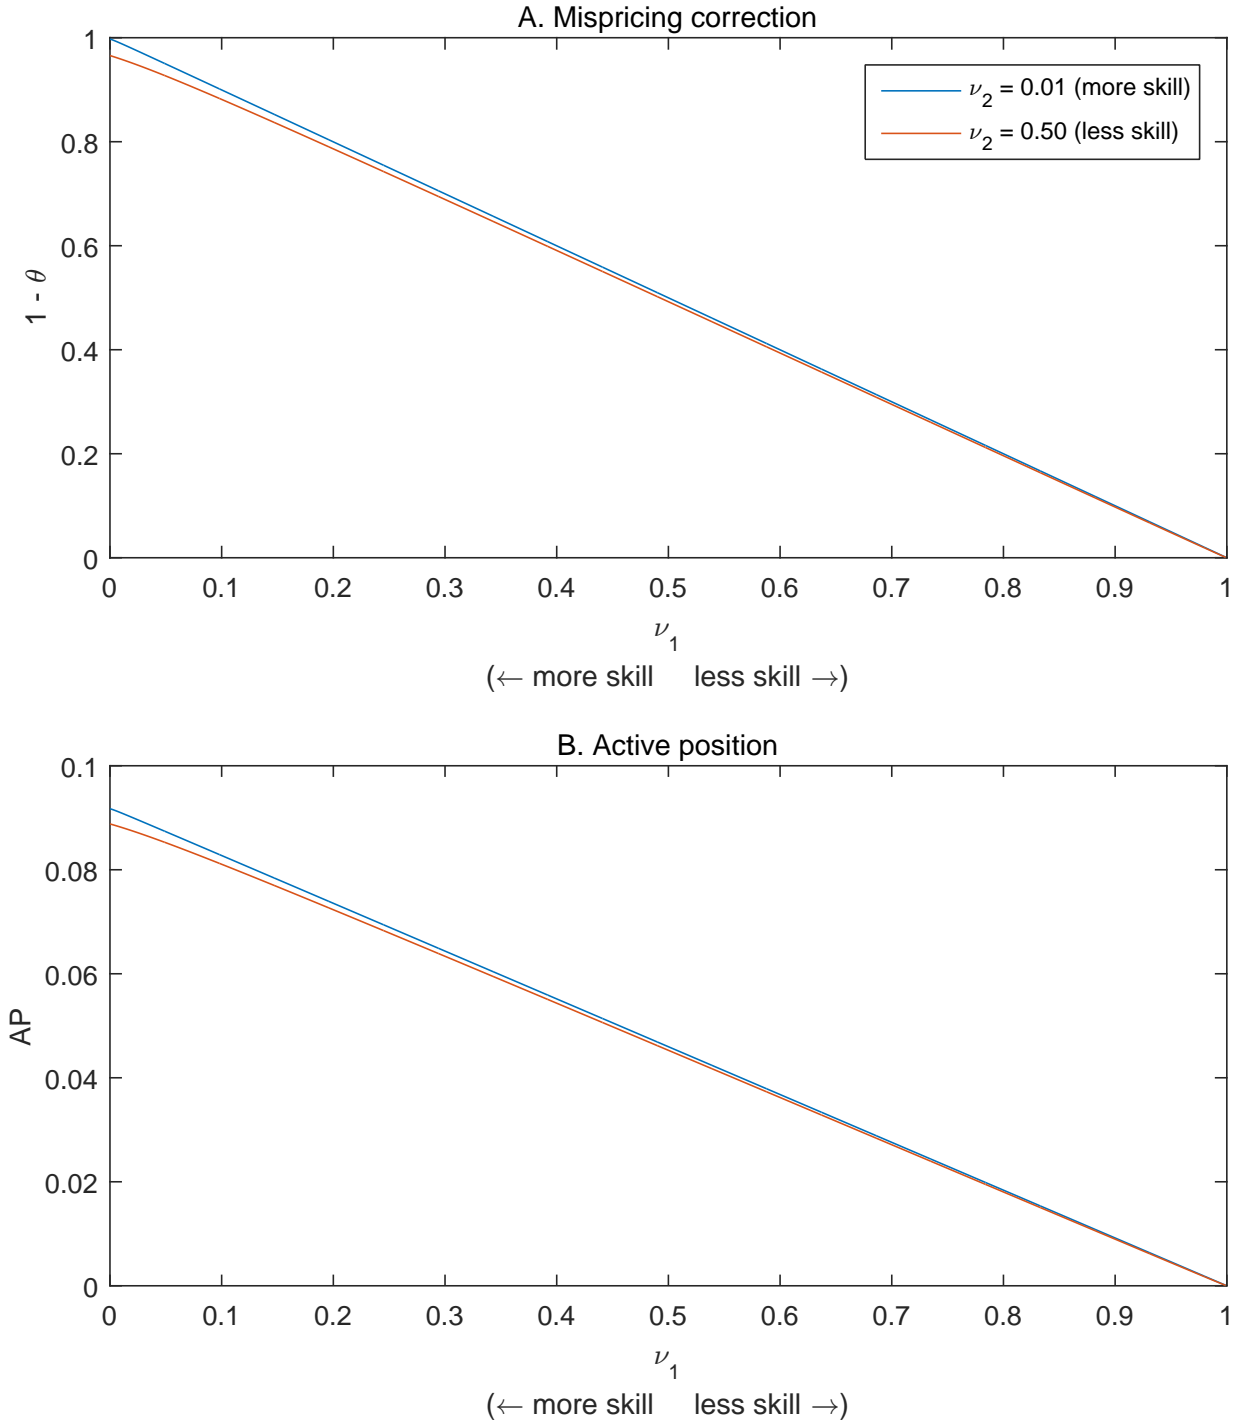 A. Mispricing correction
1
0.8
0.6
0.4
0.2
0
1 - θ
ν₂ = 0.01 (more skill)
ν₂ = 0.50 (less skill)
0 0.1 0.2 0.3 0.4 0.5 0.6 0.7 0.8 0.9 1
ν₁
(← more skill less skill →)
B. Active position
0.1
0.08
0.06
0.04
0.02
0
AP
0 0.1 0.2 0.3 0.4 0.5 0.6 0.7 0.8 0.9 1
ν₁
(← more skill less skill →)